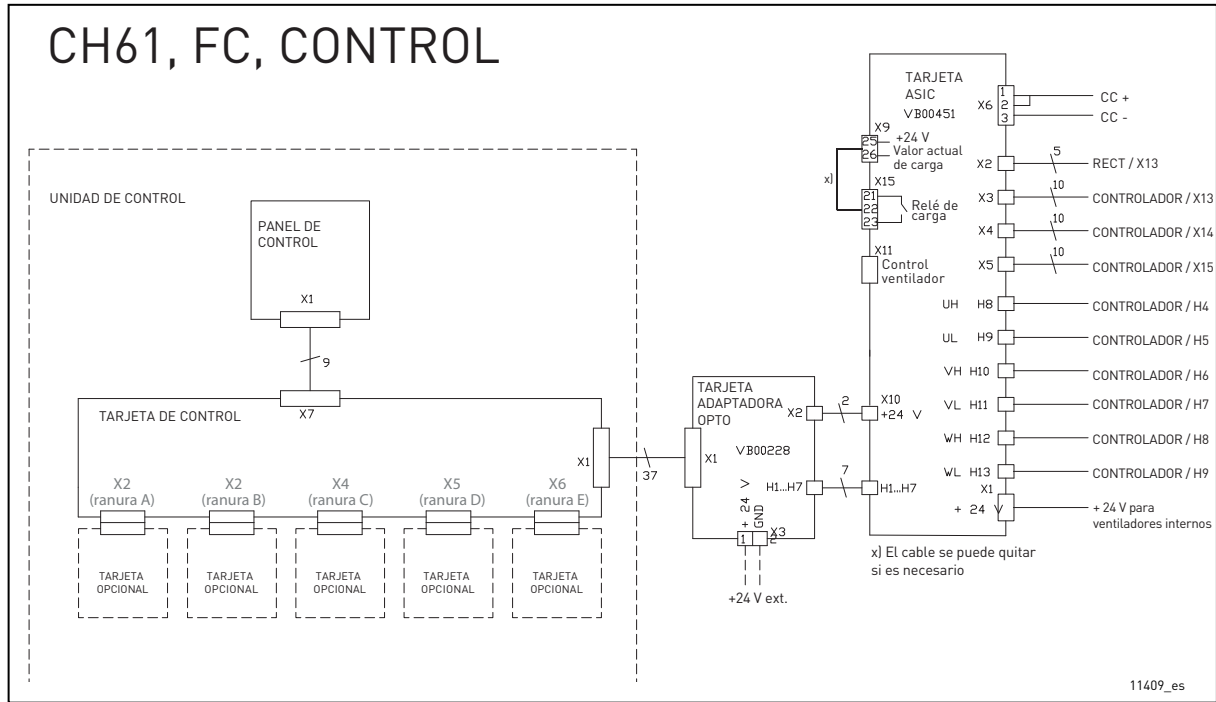 CH61, FC, CONTROL
UNIDAD DE CONTROL
PANEL DE
CONTROL
X1
9
X7
TARJETA DE CONTROL
X1
37
X2
(ranura A)
X2
(ranura B)
X4
(ranura C)
X5
(ranura D)
X6
(ranura E)
TARJETA
OPCIONAL
TARJETA
OPCIONAL
TARJETA
OPCIONAL
TARJETA
OPCIONAL
TARJETA
OPCIONAL
TARJETA
ADAPTADORA
OPTO
X1
VB00228
X2
2
H1...H7
7
+ 24 V
GND
1
2
X3
+24 V ext.
TARJETA
ASIC
VB00451
X9
25
+24 V
26
Valor actual
de carga
x)
X15
21
22
23
Relé de
carga
X11
Control
ventilador
X10
+24 V
H1...H7
X6
1
2
3
CC +
CC -
X2
5
RECT / X13
X3
10
CONTROLADOR / X13
X4
10
CONTROLADOR / X14
X5
10
CONTROLADOR / X15
UH H8
CONTROLADOR / H4
UL H9
CONTROLADOR / H5
VH H10
CONTROLADOR / H6
VL H11
CONTROLADOR / H7
WH H12
CONTROLADOR / H8
WL H13
CONTROLADOR / H9
X1
+ 24 V
+ 24 V para
ventiladores internos
x) El cable se puede quitar
si es necesario
11409_es